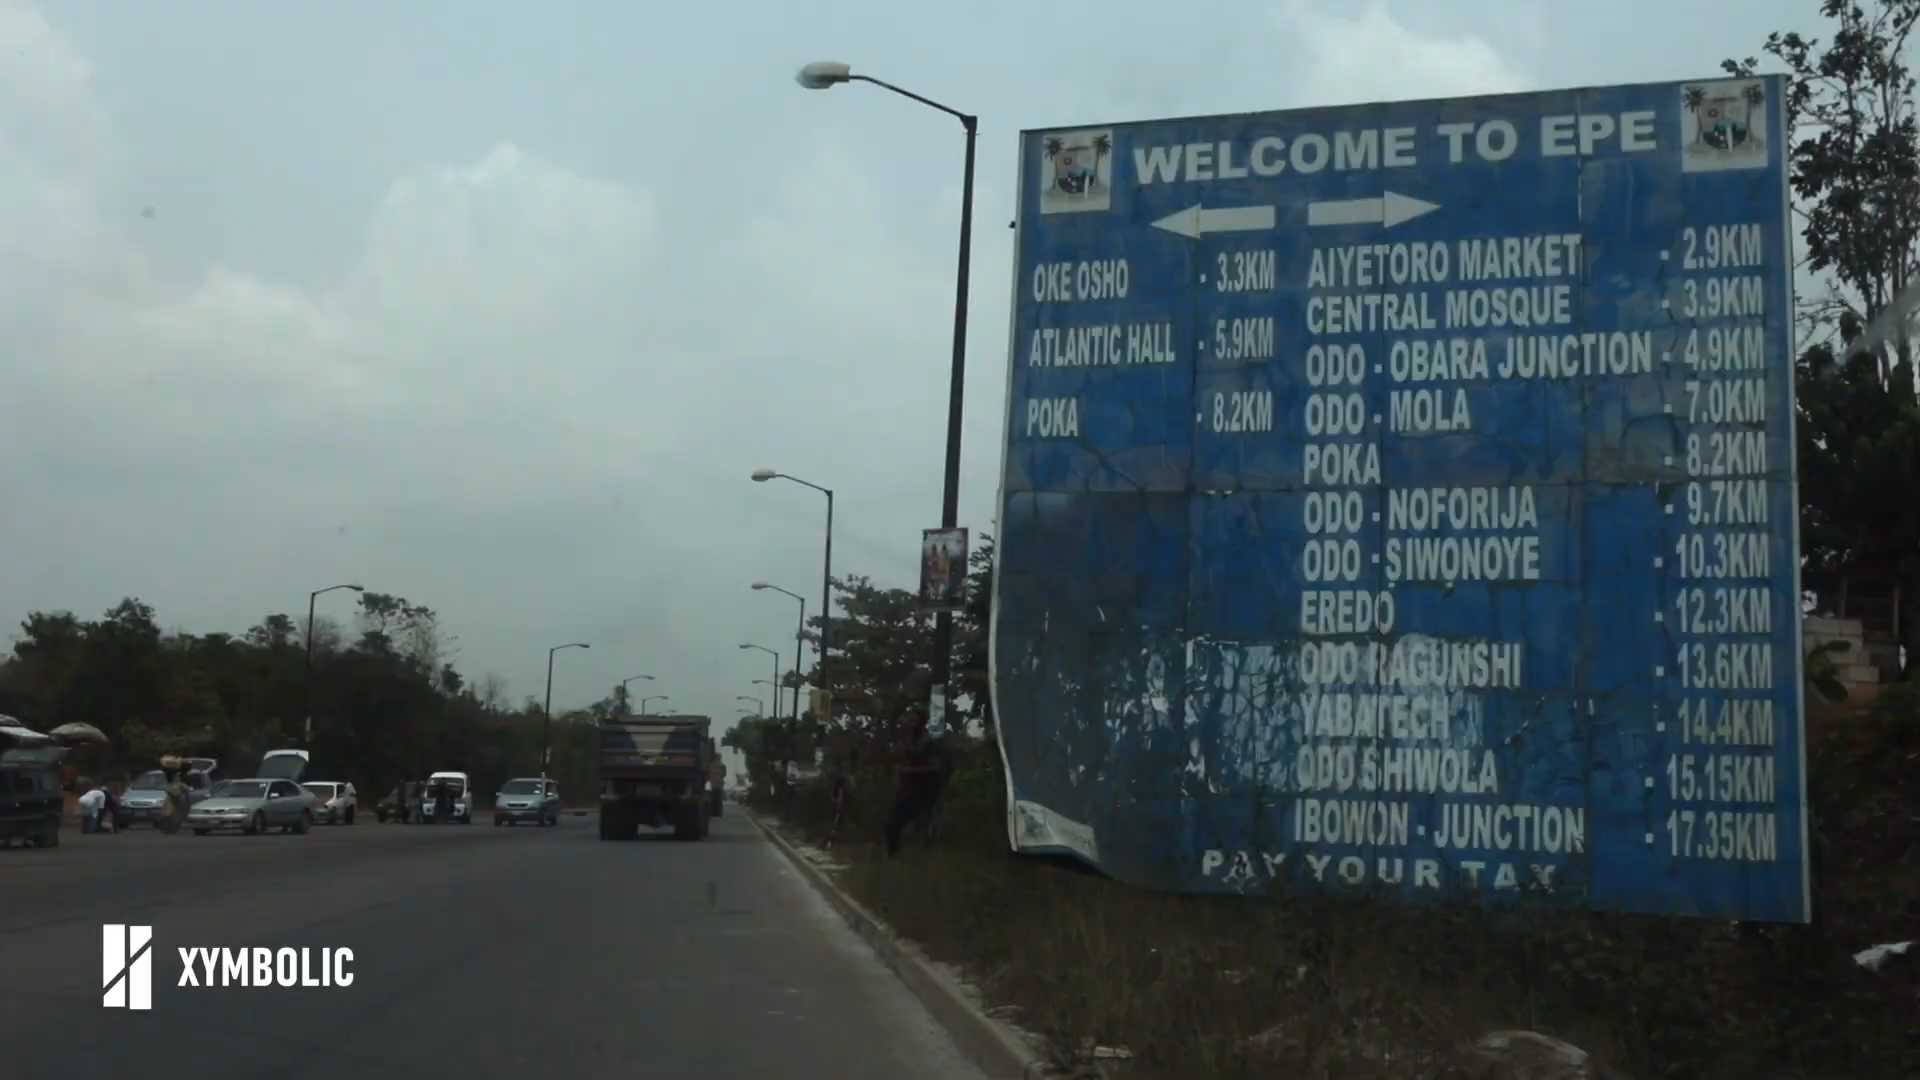 WELCOME TO EPE
OKE OSHO - 3.3KM
ATLANTIC HALL - 5.9KM
POKA - 8.2KM
AIYETORO MARKET - 2.9KM
CENTRAL MOSQUE - 3.9KM
ODO - OBARA JUNCTION - 4.9KM
ODO - MOLA - 7.0KM
POKA - 8.2KM
ODO - NOFORIJA - 9.7KM
ODO - ṢIWỌNOYE - 10.3KM
EREDO - 12.3KM
ODO RAGUNSHI - 13.6KM
YABATECH - 14.4KM
ODO SHIWOLA - 15.15KM
IBOWON - JUNCTION - 17.35KM
PAY YOUR TAX
XYMBOLIC